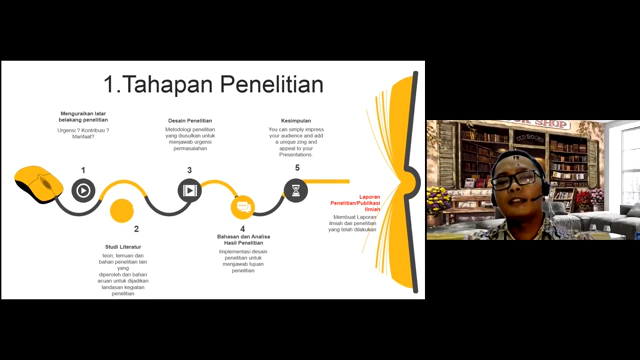 1.Tahapan Penelitian
Menguraikan latar
belakang penelitian
Urgensi ? Kontribusi ?
Manfaat?
1
2
Studi Literatur
teori, temuan dan
bahan penelitian lain
yang
diperoleh dari bahan
acuan untuk dijadikan
landasan kegiatan
penelitian
Desain Penelitian
Metodologi penelitian
yang diusulkan untuk
menjawab urgensi
permasalahan
3
4
Bahasan dan Analisa
Hasil Penelitian
Implementasi desain
penelitian untuk
menjawab tujuan
penelitian
Kesimpulan
You can simply impress
your audience and add
a unique zing and
appeal to your
Presentations
5
Laporan
Penelitian/Publikasi
Ilmiah
Membuat Laporan
ilmiah dai penelitian
yang telah dilakukan
SHOP